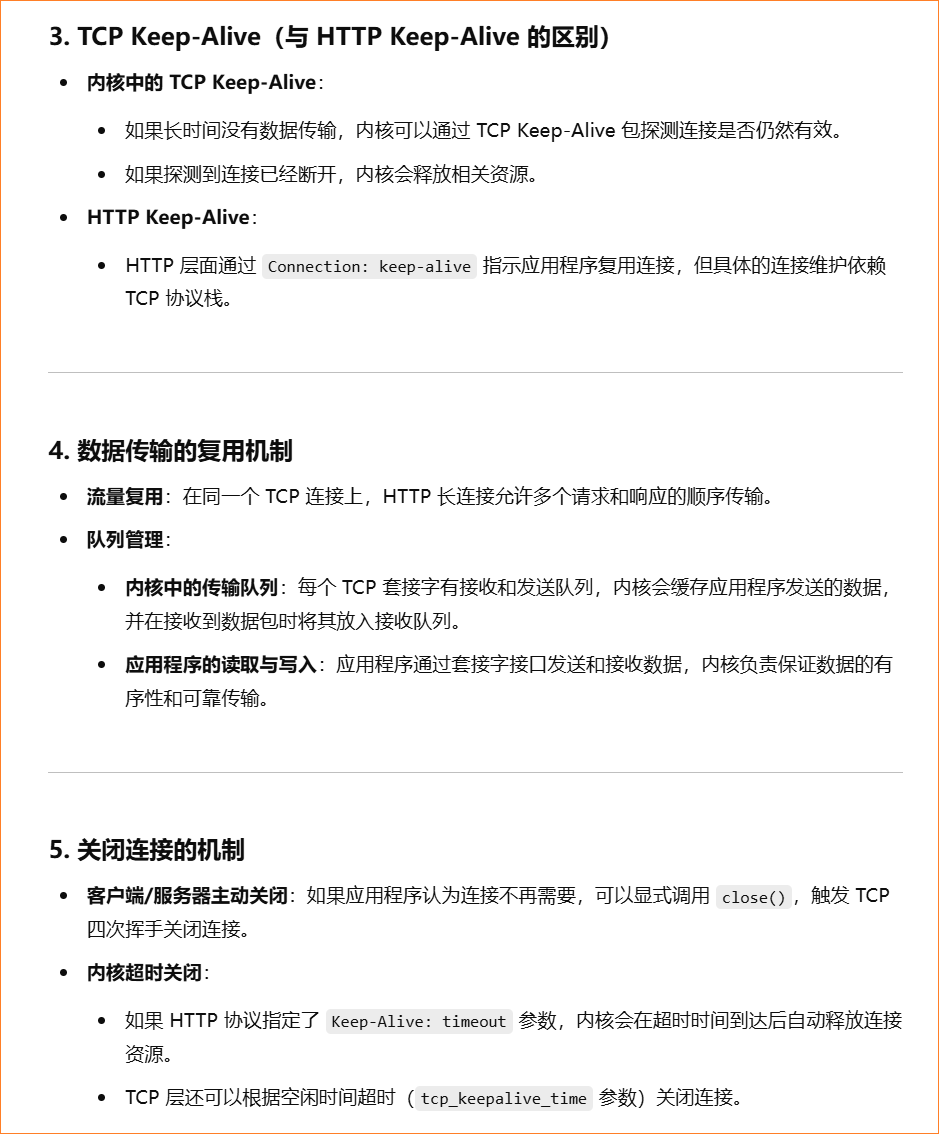 3. TCP Keep-Alive（与 HTTP Keep-Alive 的区别）
内核中的 TCP Keep-Alive：
如果长时间没有数据传输，内核可以通过 TCP Keep-Alive 包探测连接是否仍然有效。
如果探测到连接已经断开，内核会释放相关资源。
HTTP Keep-Alive：
HTTP 层面通过 Connection: keep-alive 指示应用程序复用连接，但具体的连接维护依赖
TCP 协议栈。
4. 数据传输的复用机制
流量复用：在同一个 TCP 连接上，HTTP 长连接允许多个请求和响应的顺序传输。
队列管理：
内核中的传输队列：每个 TCP 套接字有接收和发送队列，内核会缓存应用程序发送的数据，
并在接收到数据包时将其放入接收队列。
应用程序的读取与写入：应用程序通过套接字接口发送和接收数据，内核负责保证数据的有
序性和可靠传输。
5. 关闭连接的机制
客户端/服务器主动关闭：如果应用程序认为连接不再需要，可以显式调用 close()，触发 TCP
四次挥手关闭连接。
内核超时关闭：
如果 HTTP 协议指定了 Keep-Alive: timeout 参数，内核会在超时时间到达后自动释放连接
资源。
TCP 层还可以根据空闲时间超时（tcp_keepalive_time 参数）关闭连接。